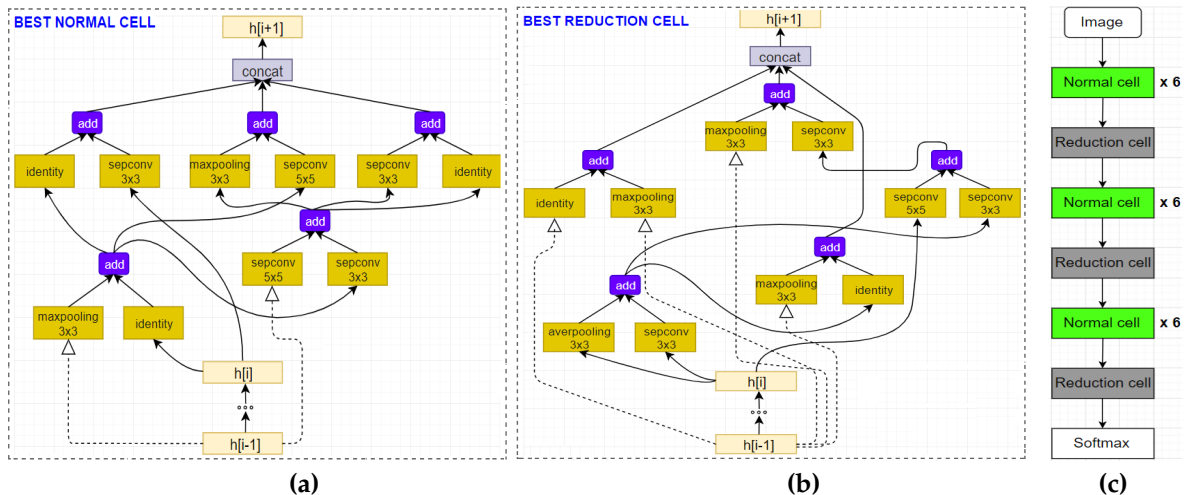 BEST NORMAL CELL
h[i+1]
concat
add
add
add
identity
sepconv
3x3
maxpooling
3x3
sepconv
5x5
sepconv
3x3
identity
add
add
sepconv
5x5
sepconv
3x3
maxpooling
3x3
identity
h[i]
h[i-1]
(a)
BEST REDUCTION CELL
h[i+1]
concat
add
maxpooling
3x3
sepconv
3x3
add
add
identity
maxpooling
3x3
sepconv
5x5
sepconv
3x3
add
add
maxpooling
3x3
identity
averpooling
3x3
sepconv
3x3
h[i]
h[i-1]
(b)
Image
Normal cell x 6
Reduction cell
Normal cell x 6
Reduction cell
Normal cell x 6
Reduction cell
Softmax
(c)